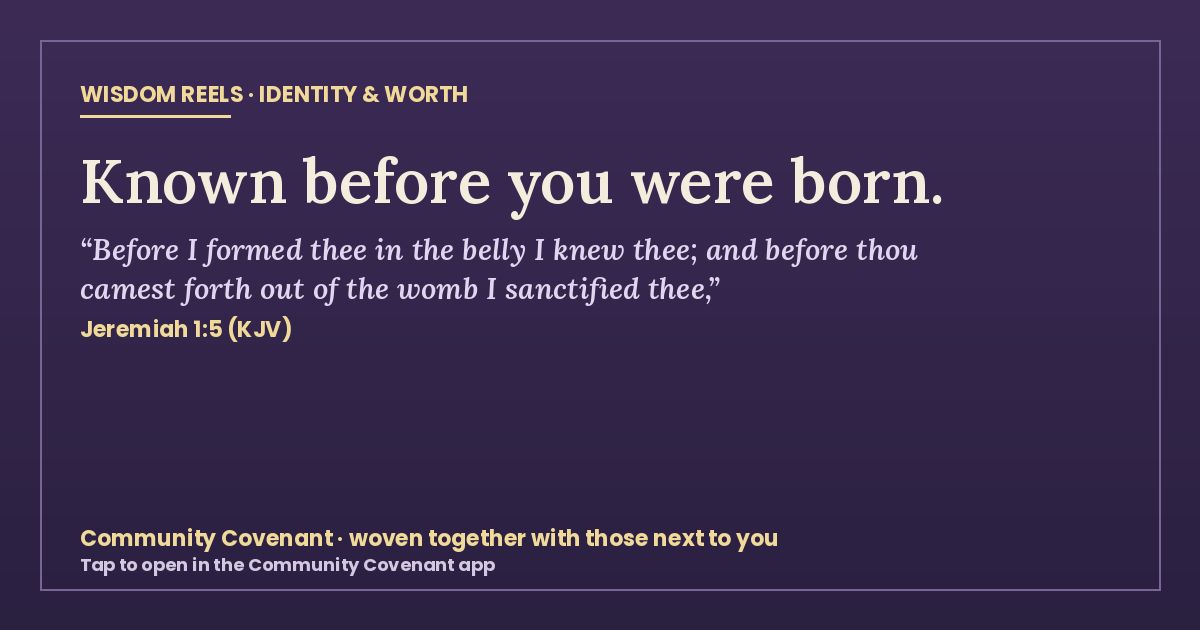 WISDOM REELS · IDENTITY & WORTH
Known before you were born.
“Before I formed thee in the belly I knew thee; and before thou
camest forth out of the womb I sanctified thee,”
Jeremiah 1:5 (KJV)
Community Covenant · woven together with those next to you
Tap to open in the Community Covenant app